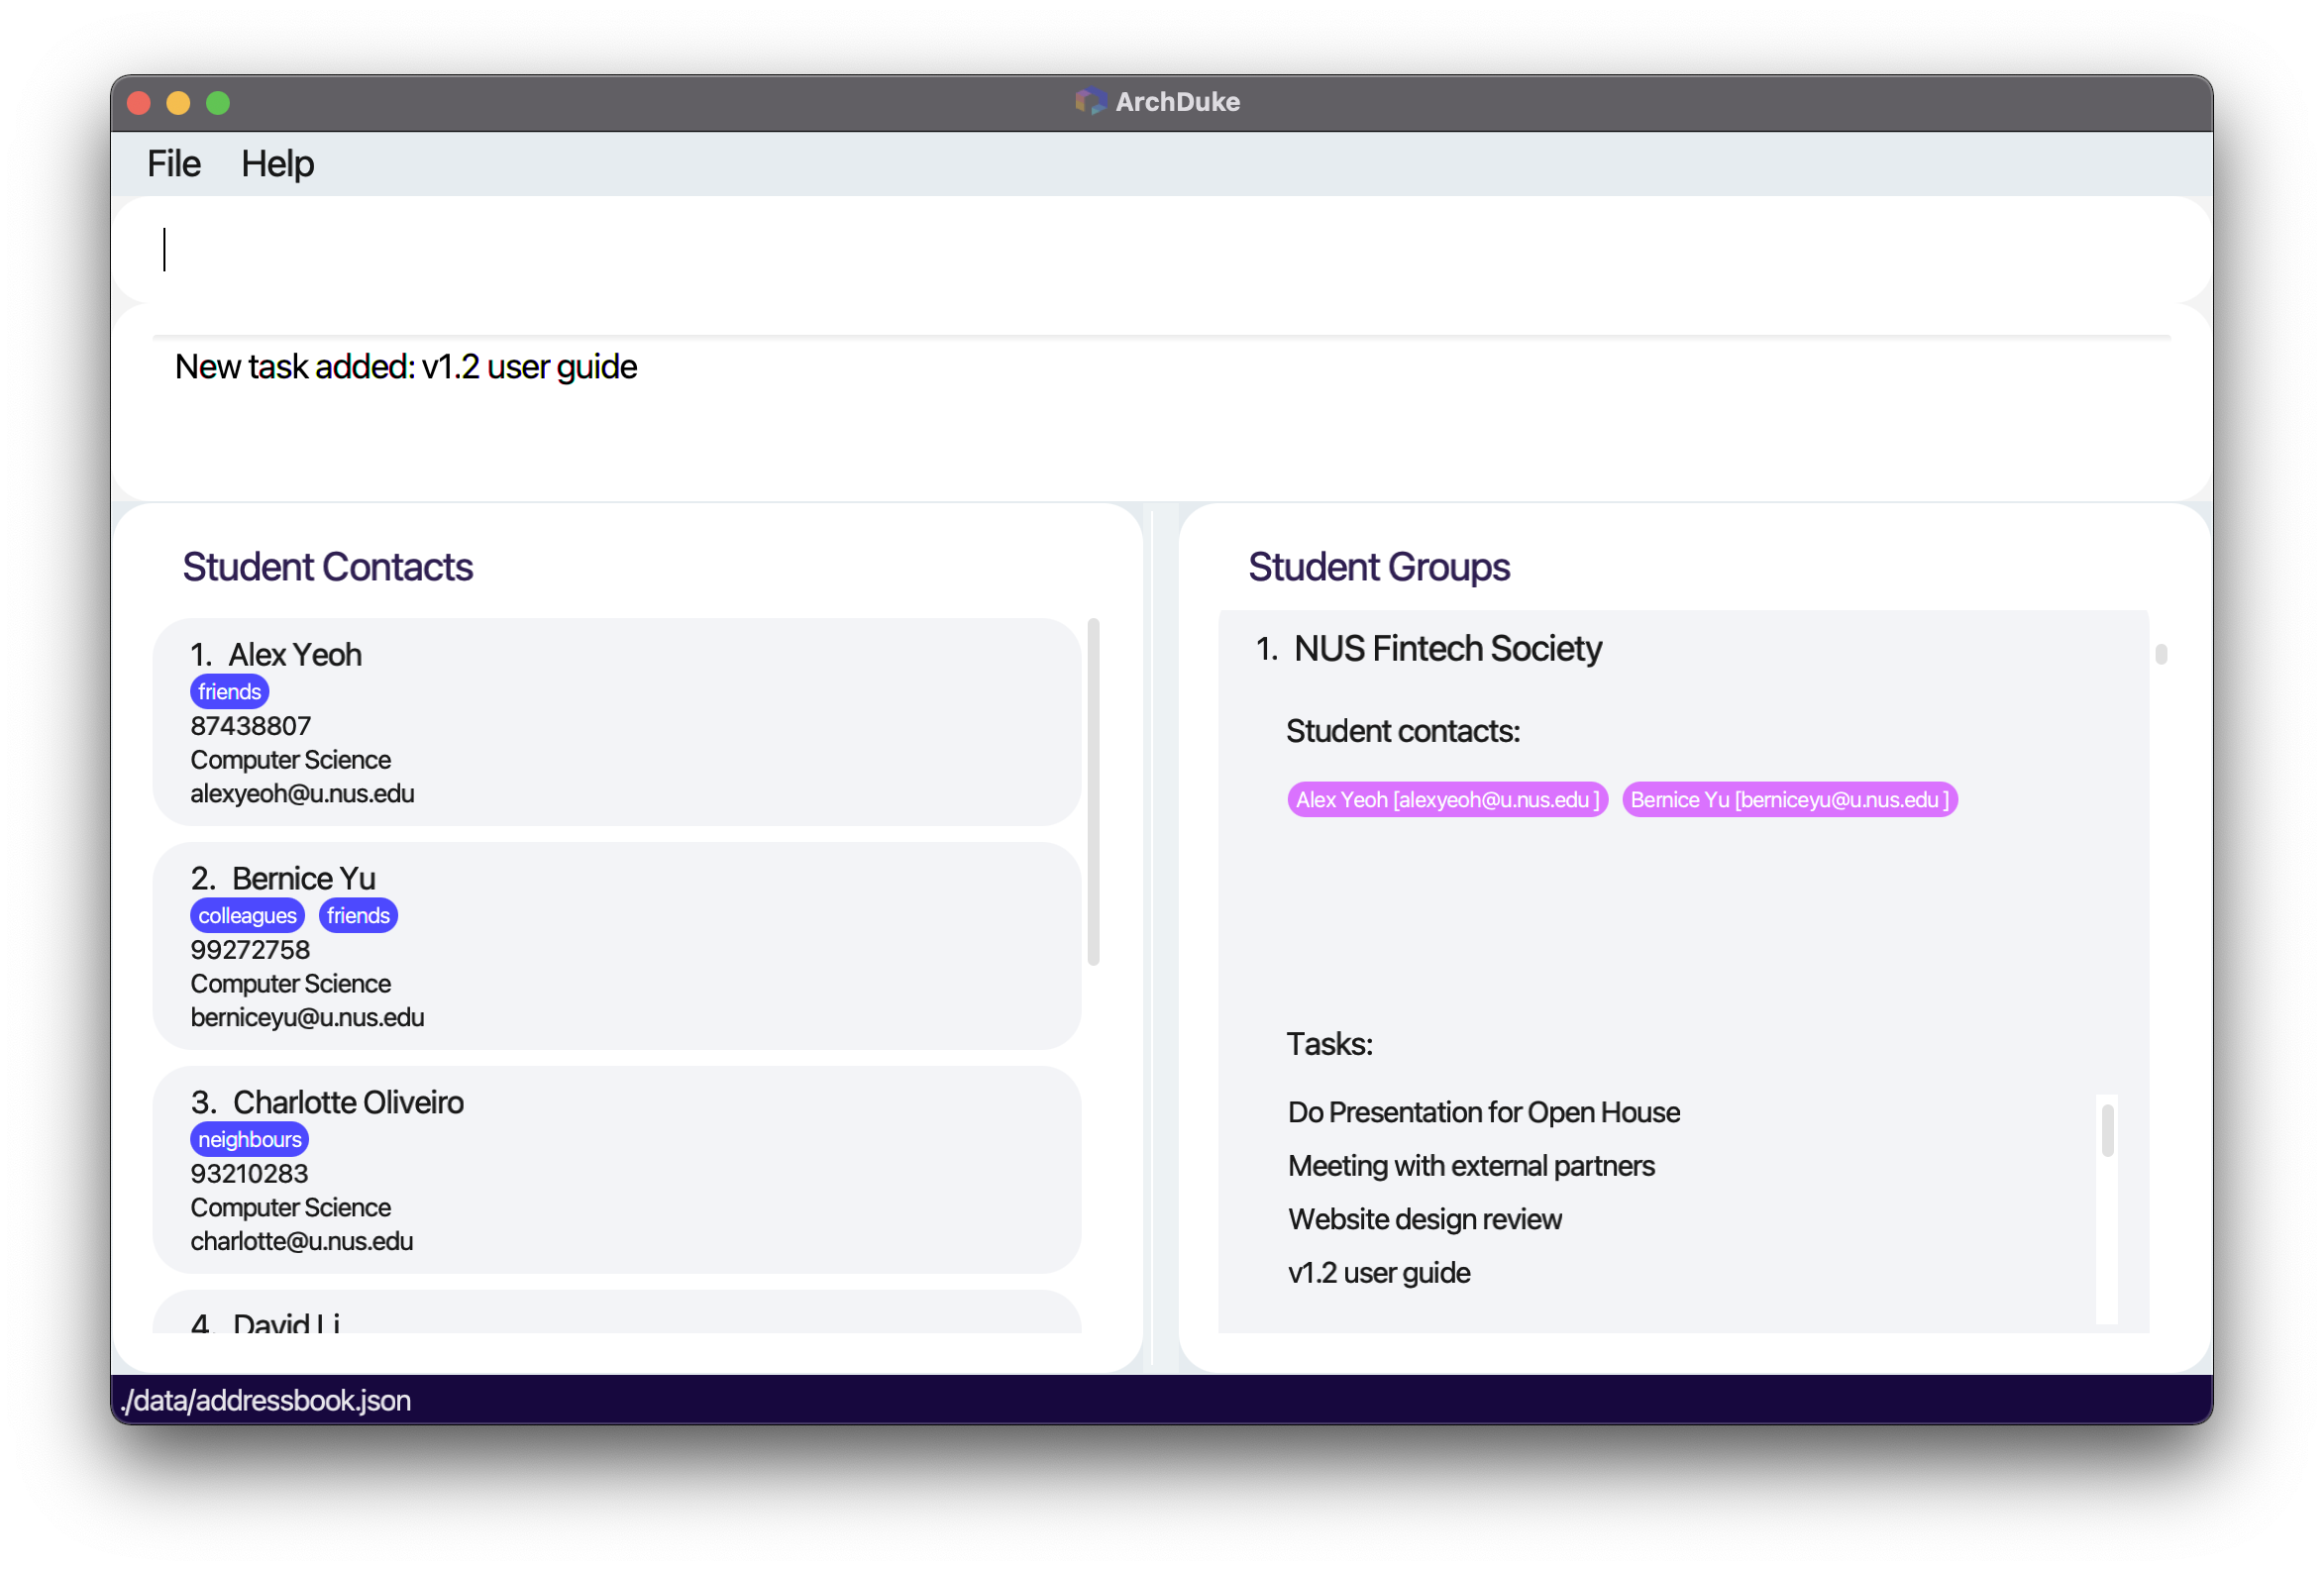 ArchDuke
File Help
New task added: v1.2 user guide
Student Contacts
1. Alex Yeoh
friends
87438807
Computer Science
alexyeoh@u.nus.edu
2. Bernice Yu
colleagues friends
99272758
Computer Science
berniceyu@u.nus.edu
3. Charlotte Oliveiro
neighbours
93210283
Computer Science
charlotte@u.nus.edu
4. David Li
Student Groups
1. NUS Fintech Society
Student contacts:
Alex Yeoh [alexyeoh@u.nus.edu ] Bernice Yu [berniceyu@u.nus.edu ]
Tasks:
Do Presentation for Open House
Meeting with external partners
Website design review
v1.2 user guide
./data/addressbook.json